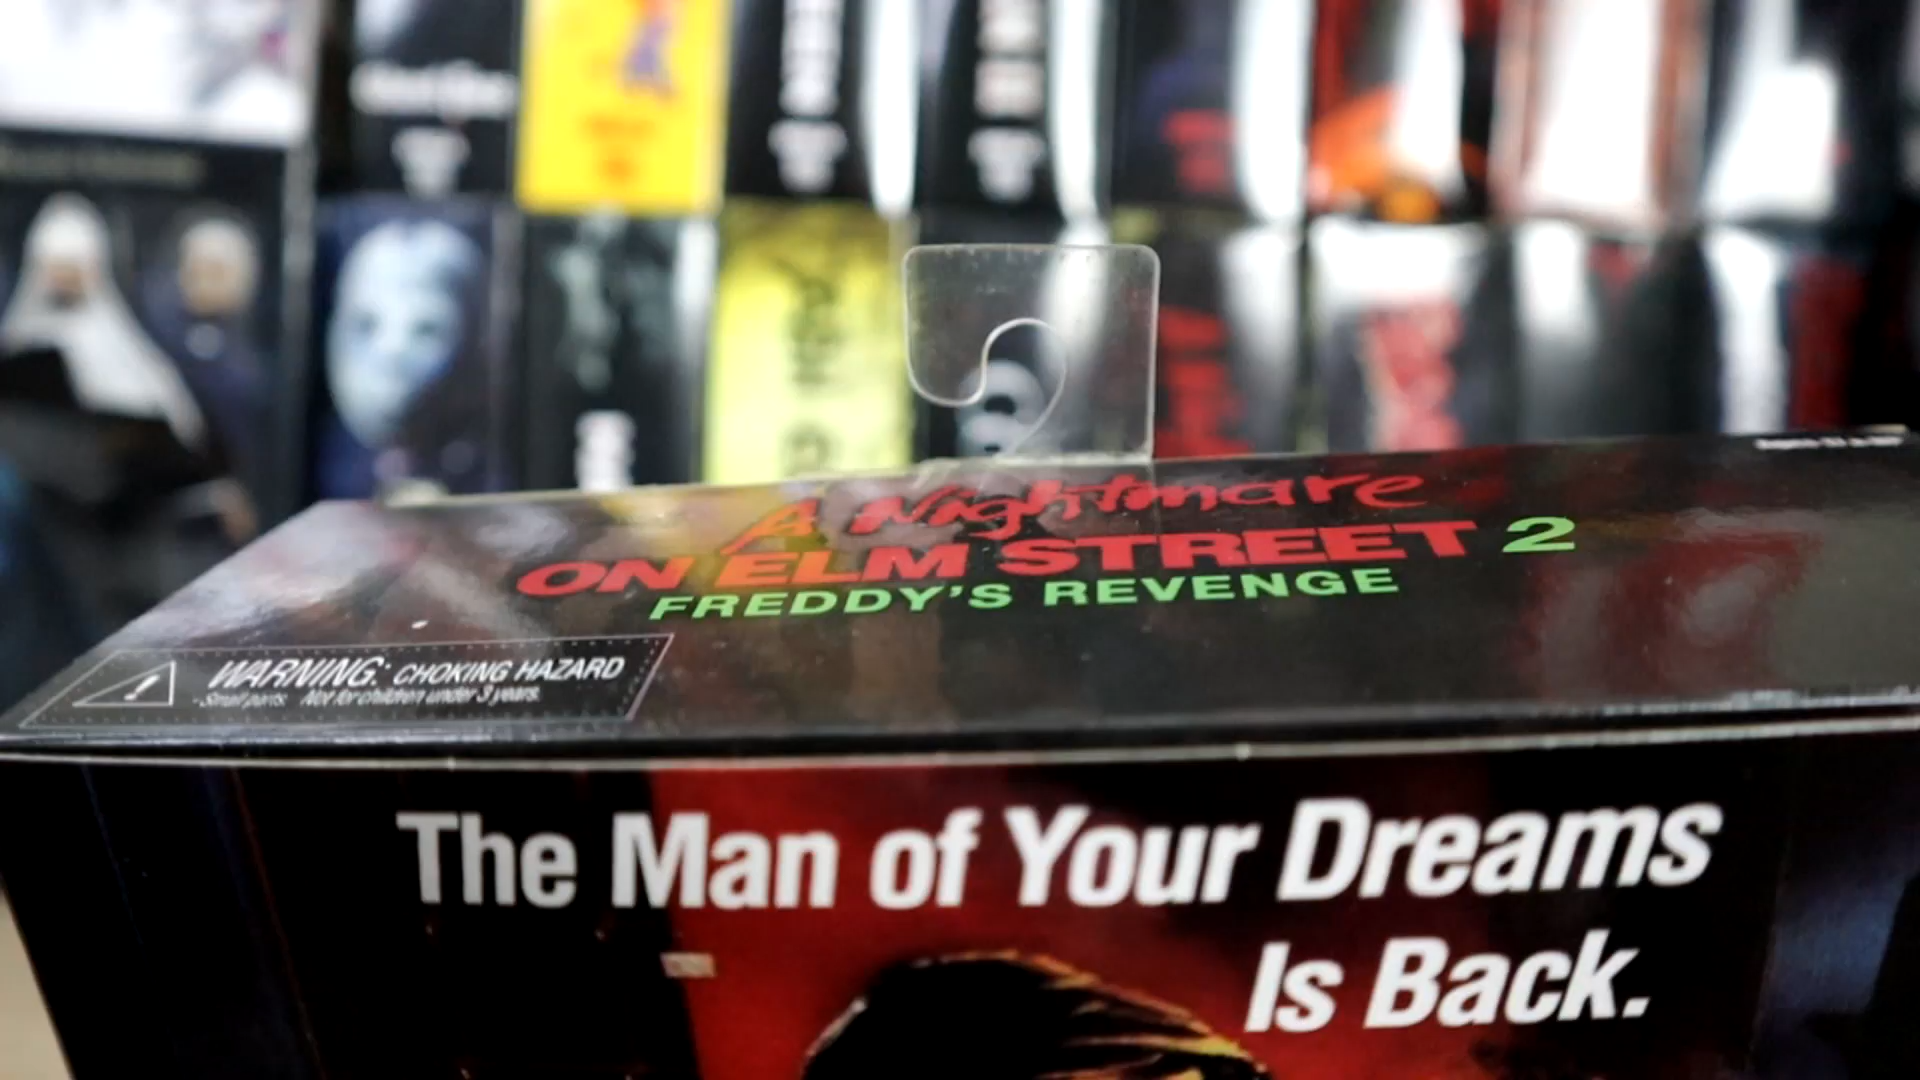 A Nightmare
ON ELM STREET 2
FREDDY'S REVENGE
WARNING: CHOKING HAZARD
Small parts. Not for children under 3 years.
The Man of Your Dreams
Is Back.